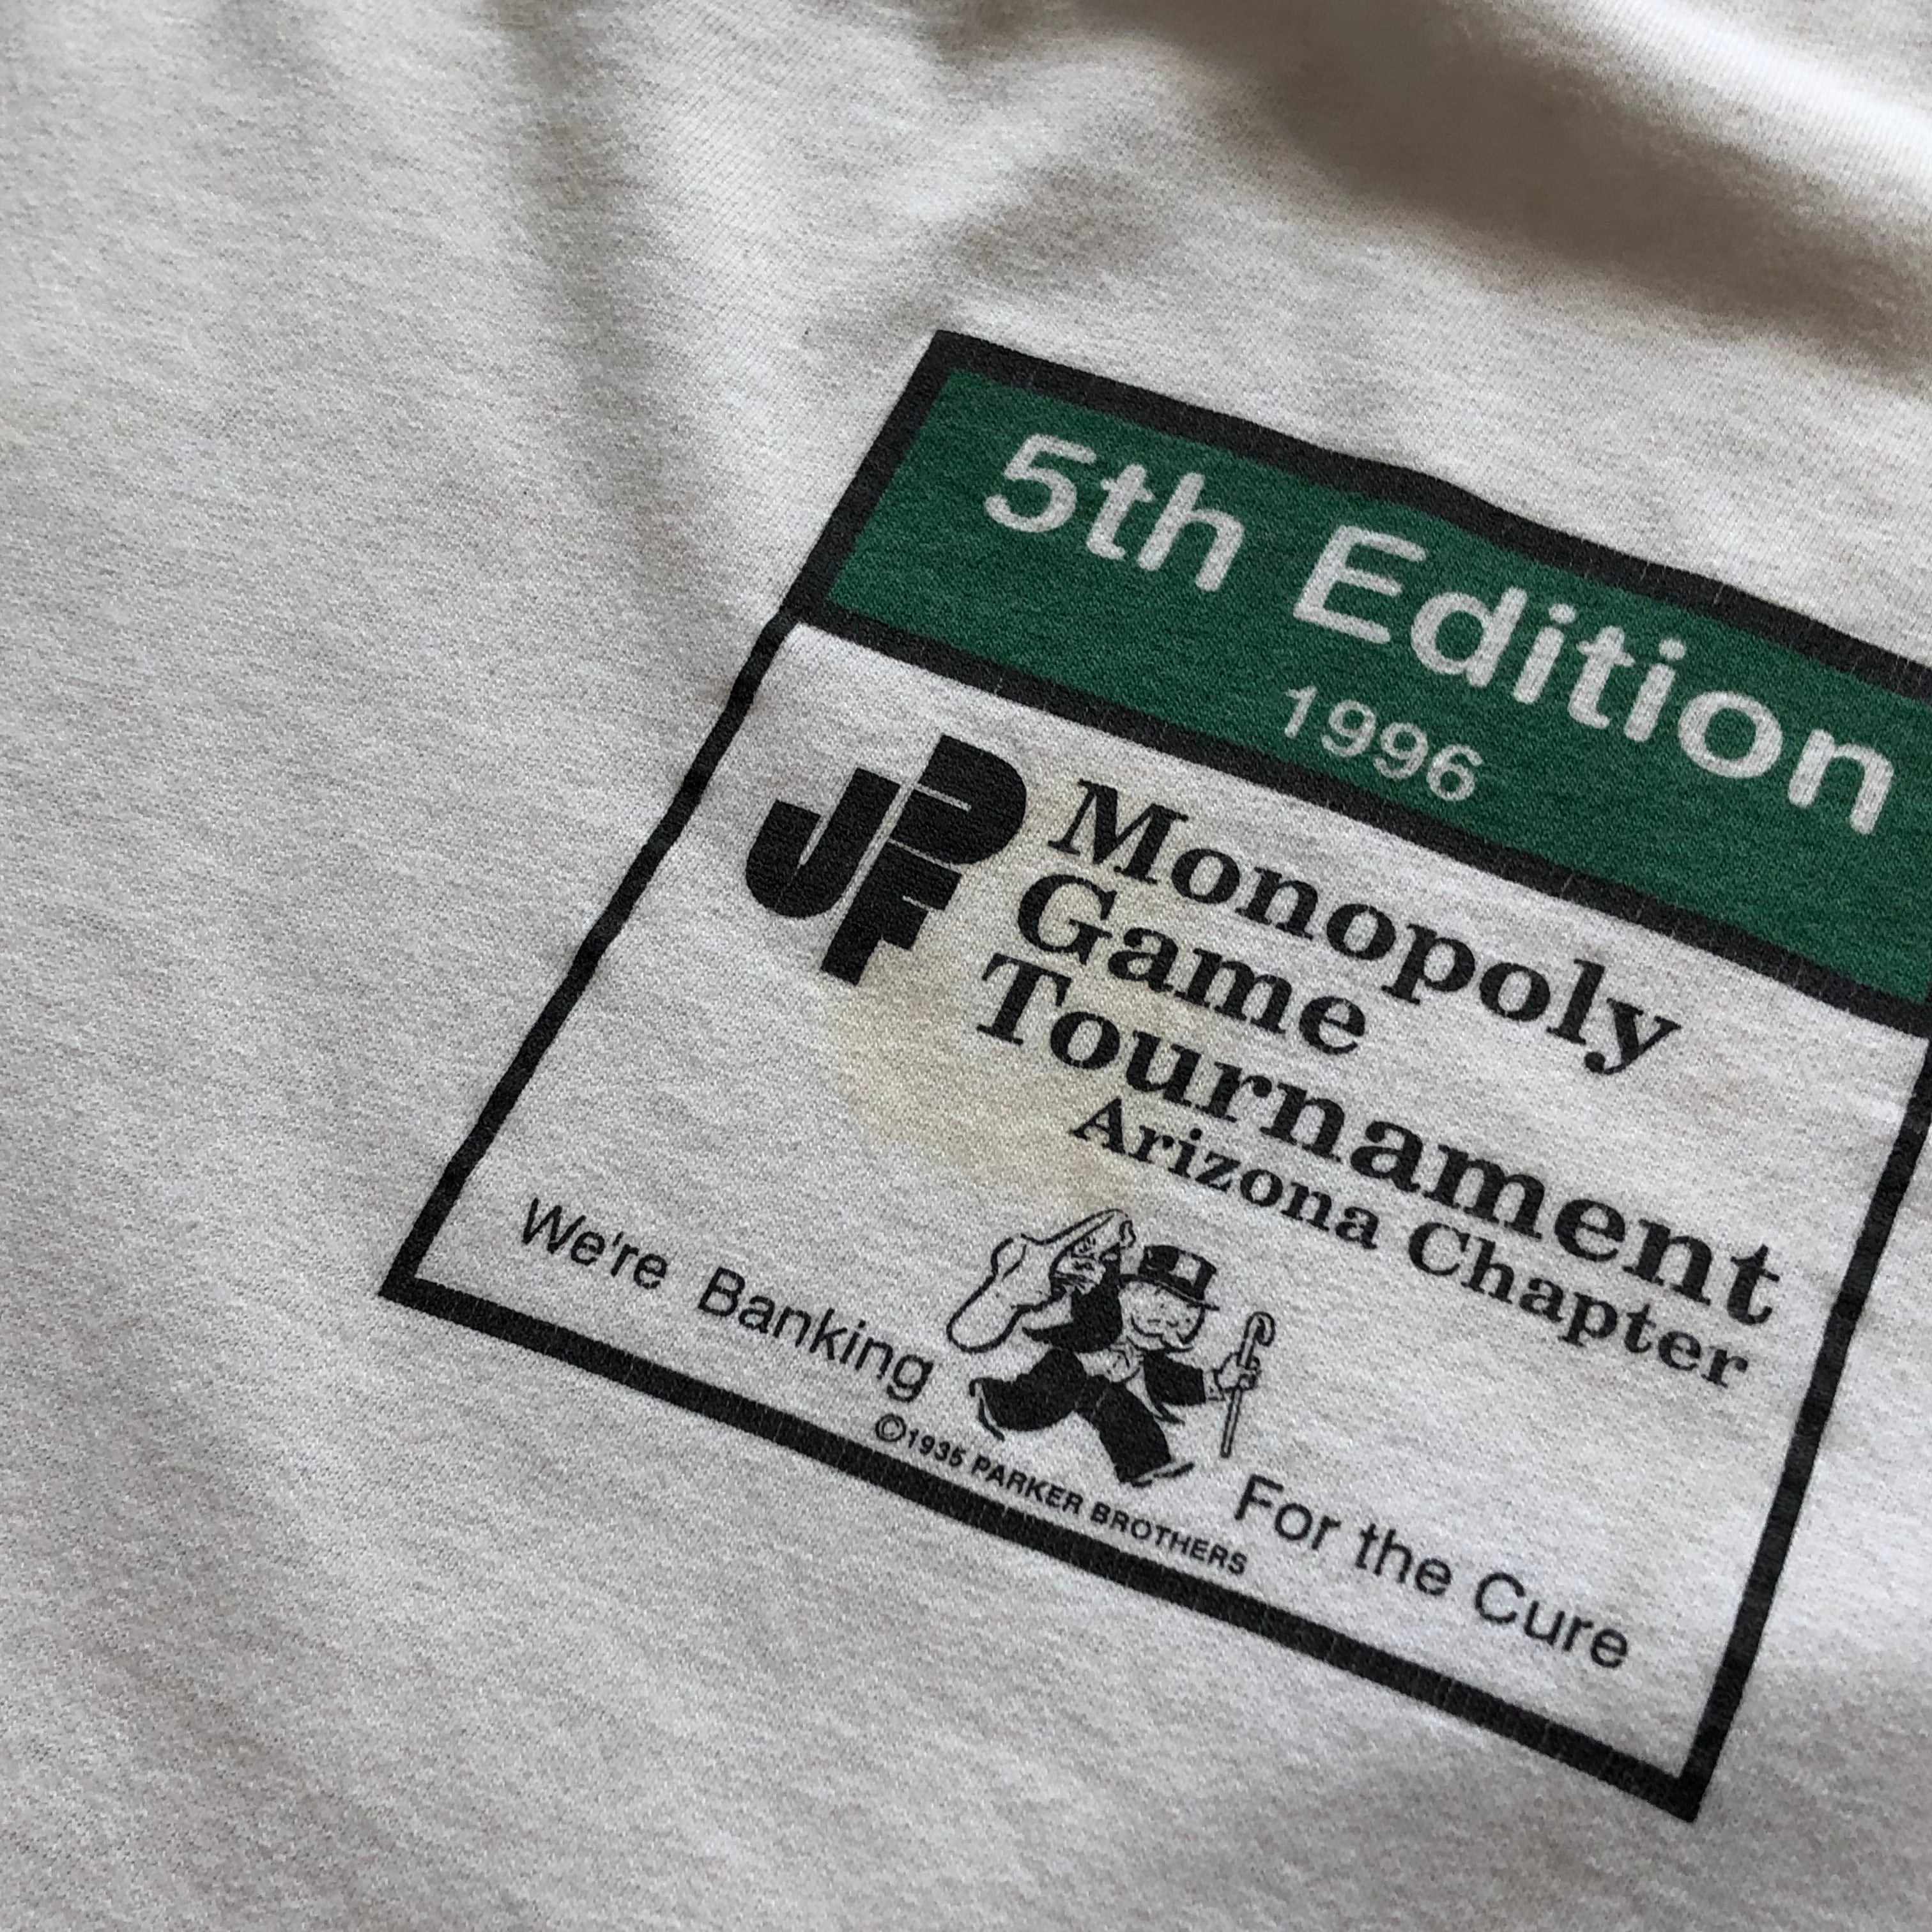 5th Edition
1996
JDF
Monopoly
Game
Tournament
Arizona Chapter
We're Banking
For the Cure
©1935 PARKER BROTHERS